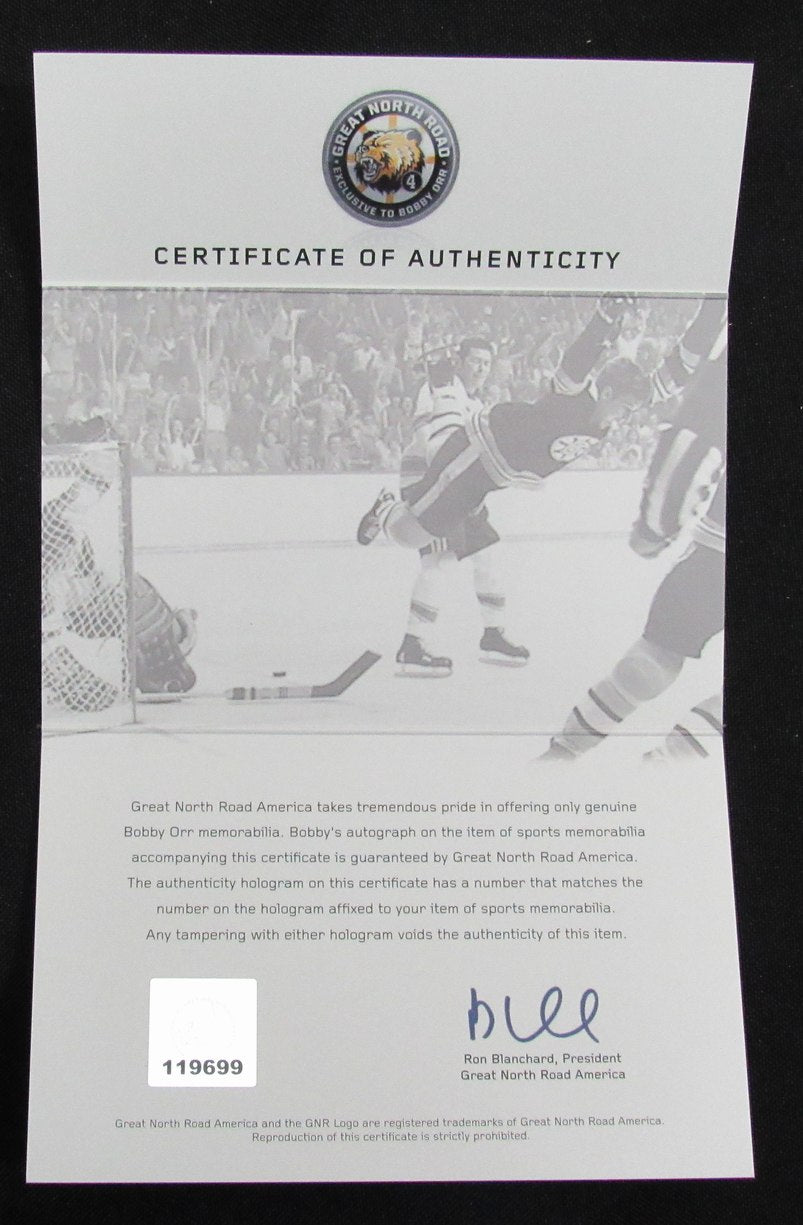 GREAT NORTH ROAD
EXCLUSIVE TO BOBBY ORR
4
CERTIFICATE OF AUTHENTICITY
Great North Road America takes tremendous pride in offering only genuine
Bobby Orr memorabilia. Bobby's autograph on the item of sports memorabilia
accompanying this certificate is guaranteed by Great North Road America.
The authenticity hologram on this certificate has a number that matches the
number on the hologram affixed to your item of sports memorabilia.
Any tampering with either hologram voids the authenticity of this item.
119699
Ron Blanchard, President
Great North Road America
Great North Road America and the GNR Logo are registered trademarks of Great North Road America.
Reproduction of this certificate is strictly prohibited.